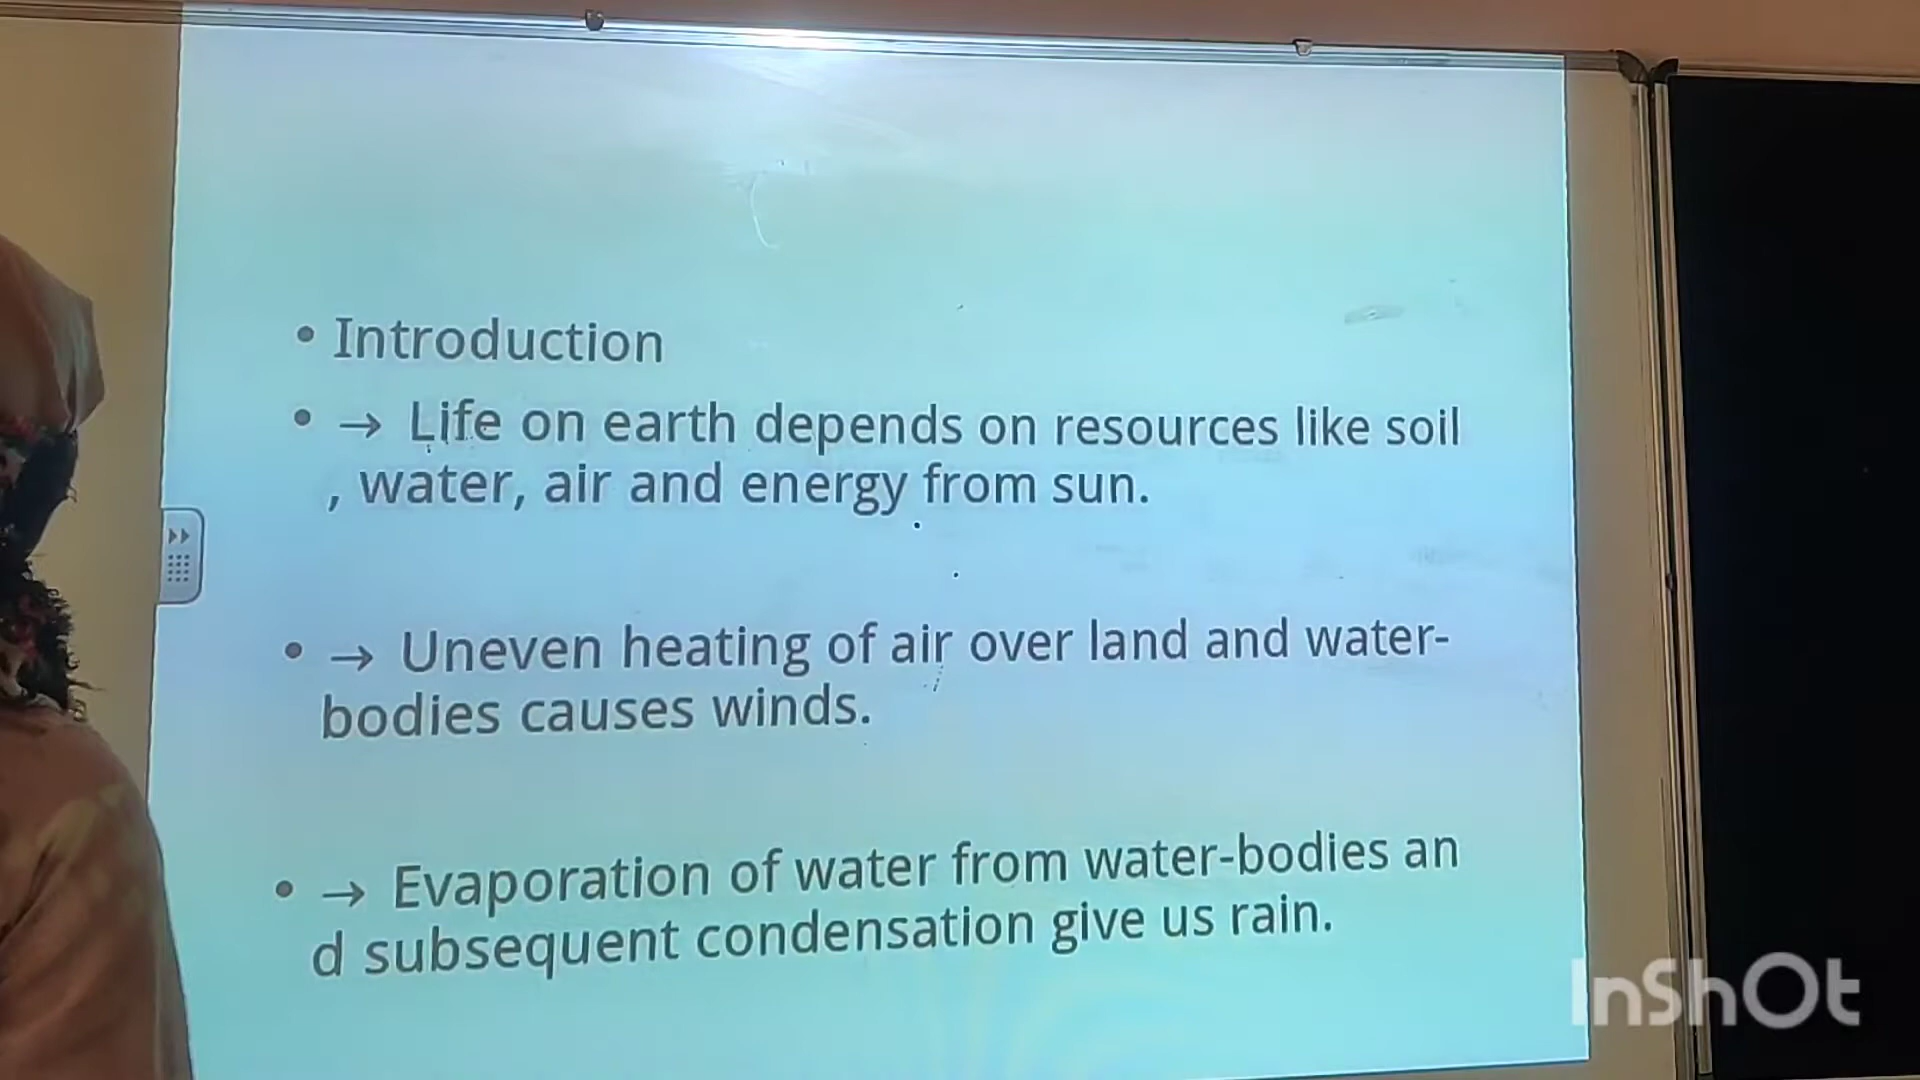 • Introduction
• → Life on earth depends on resources like soil
, water, air and energy from sun.
• → Uneven heating of air over land and water-
bodies causes winds.
• → Evaporation of water from water-bodies an
d subsequent condensation give us rain.
InShOt